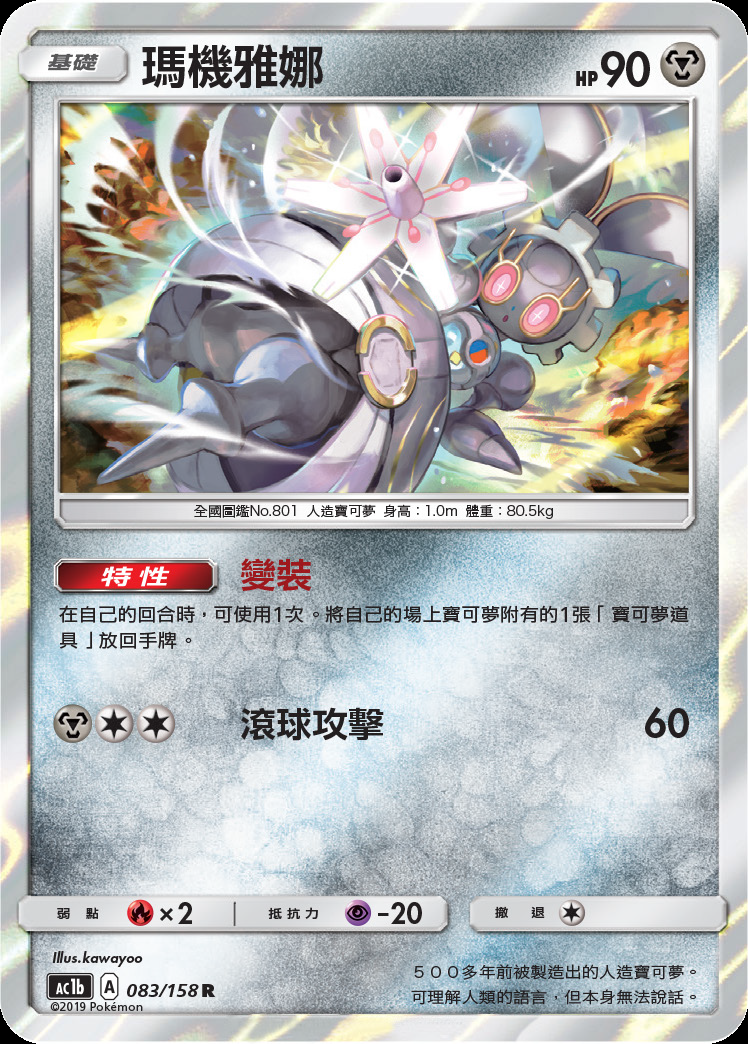 基礎
瑪機雅娜
HP90
全國圖鑑No.801 人造寶可夢 身高：1.0m 體重：80.5kg
特性 變裝
在自己的回合時，可使用1次。將自己的場上寶可夢附有的1張「寶可夢道
具」放回手牌。
滾球攻擊 60
弱點 ×2 抵抗力 −20 撤退
Illus.kawayoo
AC1b A 083/158 R
©2019 Pokémon
５００多年前被製造出的人造寶可夢。
可理解人類的語言，但本身無法說話。